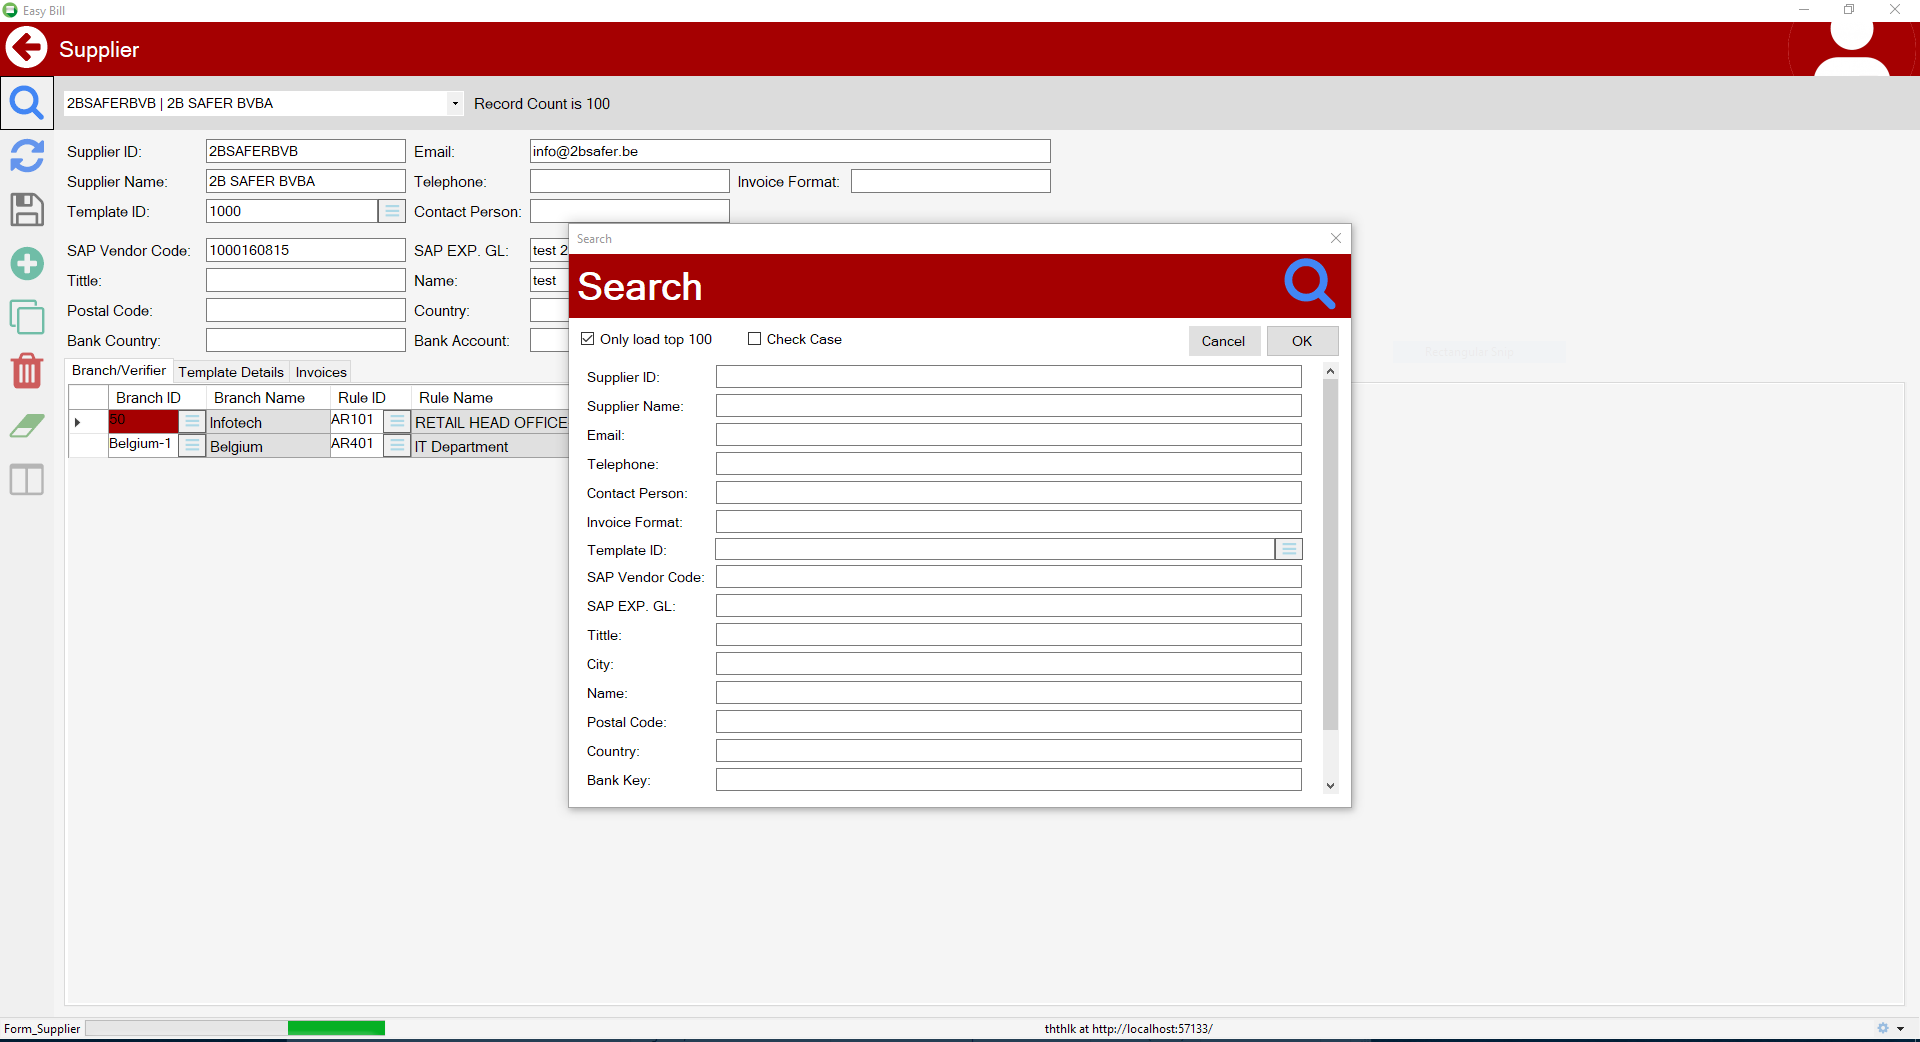 Easy Bill
Supplier
2BSAFERBVB | 2B SAFER BVBA
Record Count is 100
Supplier ID: 2BSAFERBVB Email: info@2bsafer.be
Supplier Name: 2B SAFER BVBA Telephone: Invoice Format:
Template ID: 1000 Contact Person:
SAP Vendor Code: 1000160815 SAP EXP. GL: test 2
Tittle: Name: test
Postal Code: Country:
Bank Country: Bank Account:
Branch/Verifier Template Details Invoices
Branch ID Branch Name Rule ID Rule Name
50 Infotech AR101 RETAIL HEAD OFFICE
Belgium-1 Belgium AR401 IT Department
Search
Search
Only load top 100 Check Case Cancel OK
Supplier ID:
Supplier Name:
Email:
Telephone:
Contact Person:
Invoice Format:
Template ID:
SAP Vendor Code:
SAP EXP. GL:
Tittle:
City:
Name:
Postal Code:
Country:
Bank Key:
Form_Supplier
ththlk at http://localhost:57133/